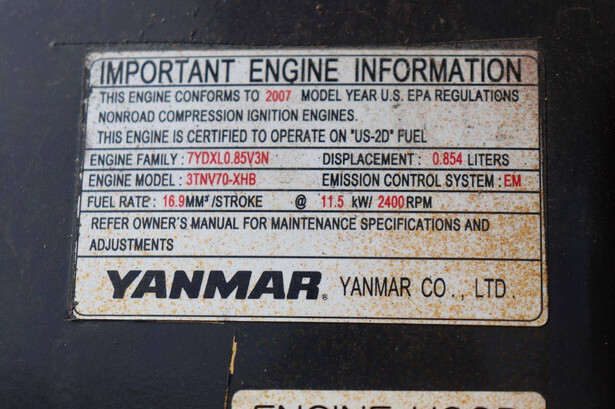 IMPORTANT ENGINE INFORMATION
THIS ENGINE CONFORMS TO 2007 MODEL YEAR U.S. EPA REGULATIONS
NONROAD COMPRESSION IGNITION ENGINES.
THIS ENGINE IS CERTIFIED TO OPERATE ON "US-2D" FUEL
ENGINE FAMILY : 7YDXL0.85V3N DISPLACEMENT : 0.854 LITERS
ENGINE MODEL : 3TNV70-XHB EMISSION CONTROL SYSTEM : EM
FUEL RATE : 16.9MM³/STROKE @ 11.5 kW/ 2400RPM
REFER OWNER'S MANUAL FOR MAINTENANCE SPECIFICATIONS AND
ADJUSTMENTS
YANMAR® YANMAR CO., LTD.
ENGINE